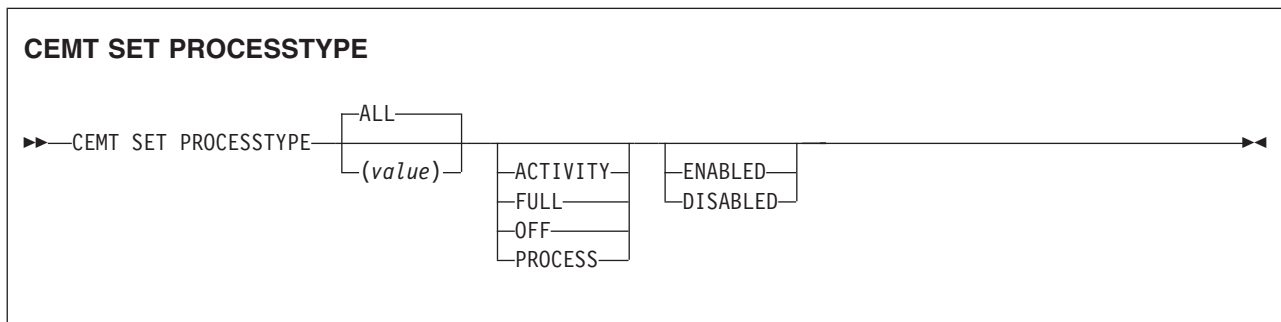 CEMT SET PROCESSTYPE
ALL
CEMT SET PROCESSTYPE
(value)
ACTIVITY
FULL
OFF
PROCESS
ENABLED
DISABLED